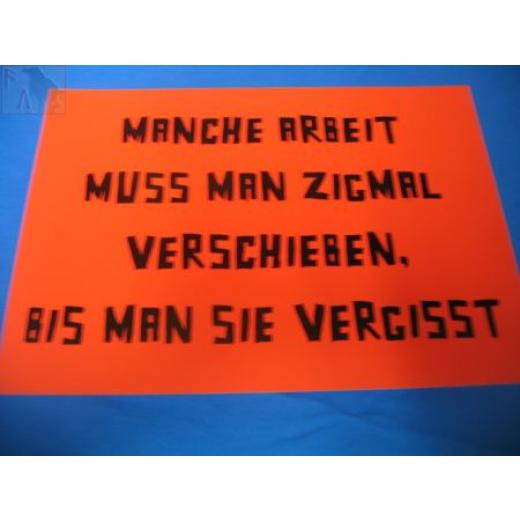 MANCHE ARBEIT
MUSS MAN ZIGMAL
VERSCHIEBEN,
BIS MAN SIE VERGISST